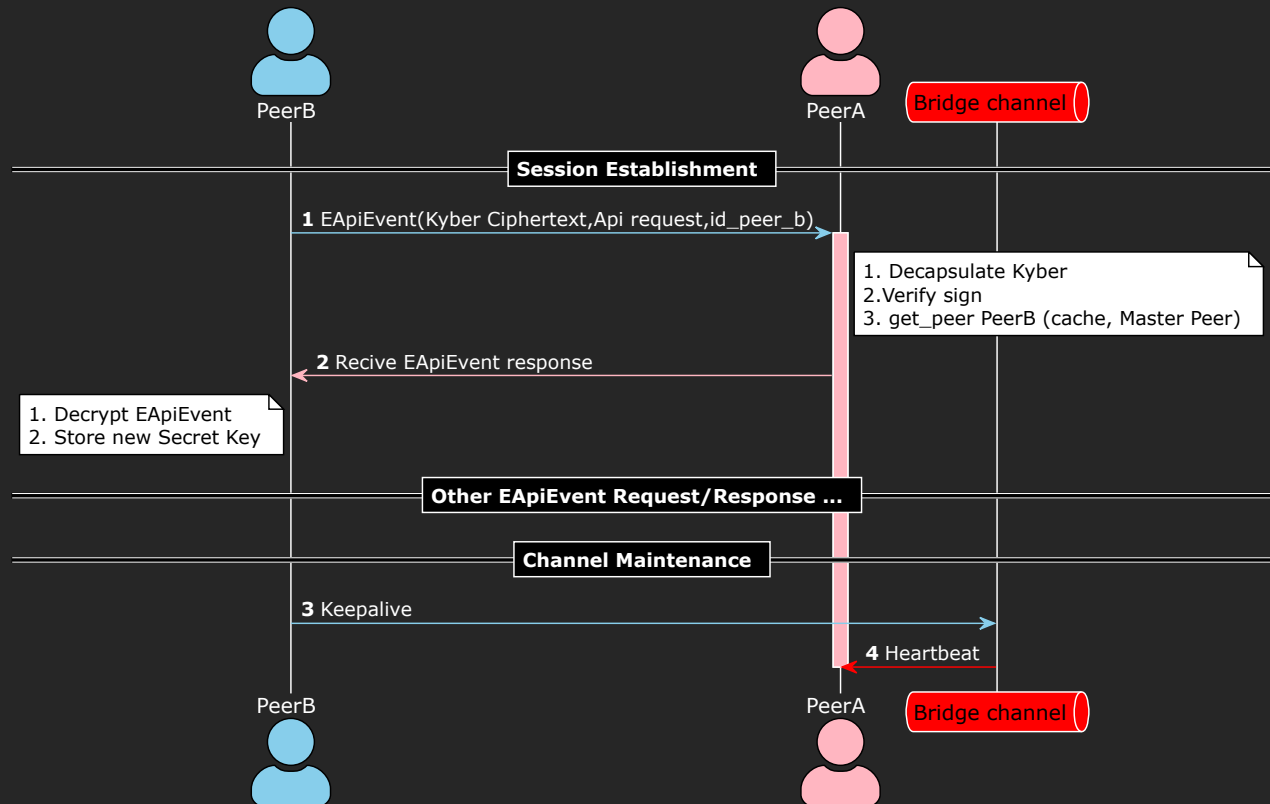 PeerB
PeerA
Bridge channel
Session Establishment
1 EApiEvent(Kyber Ciphertext,Api request,id_peer_b)
1. Decapsulate Kyber
2.Verify sign
3. get_peer PeerB (cache, Master Peer)
2 Recive EApiEvent response
1. Decrypt EApiEvent
2. Store new Secret Key
Other EApiEvent Request/Response ...
Channel Maintenance
3 Keepalive
4 Heartbeat
PeerB
PeerA
Bridge channel